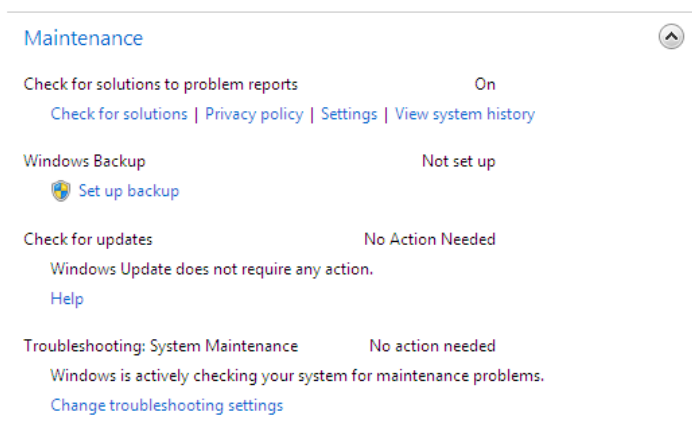 Maintenance
Check for solutions to problem reports On
Check for solutions | Privacy policy | Settings | View system history
Windows Backup Not set up
Set up backup
Check for updates No Action Needed
Windows Update does not require any action.
Help
Troubleshooting: System Maintenance No action needed
Windows is actively checking your system for maintenance problems.
Change troubleshooting settings